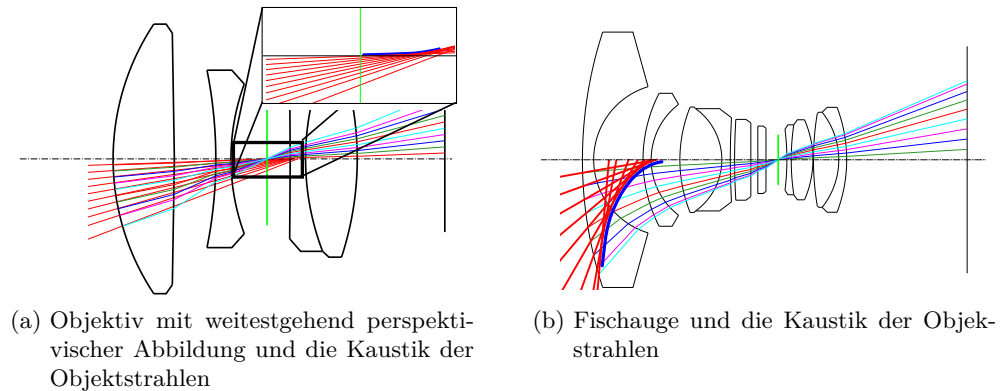 (a) Objektiv mit weitestgehend perspekti-
vischer Abbildung und die Kaustik der
Objektstrahlen
(b) Fischauge und die Kaustik der Objek-
strahlen